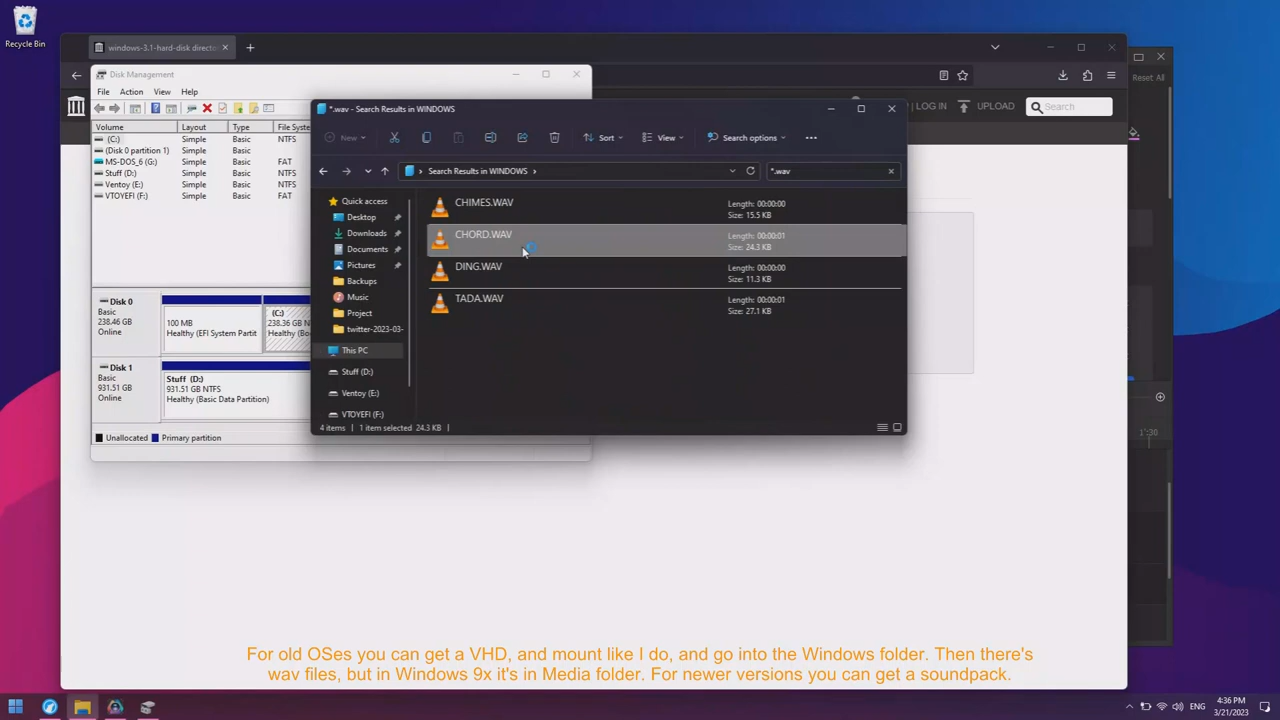 Recycle Bin
windows-3.1-hard-disk directo
Reset All
Disk Management
File Action View Help
LOG IN UPLOAD Search
Volume Layout Type File System
(C:) Simple Basic NTFS
(Disk 0 partition 1) Simple Basic
MS-DOS_6 (G:) Simple Basic FAT
Stuff (D:) Simple Basic NTFS
Ventoy (E:) Simple Basic NTFS
VTOYEFI (F:) Simple Basic FAT
Disk 0
Basic
238.46 GB
Online
100 MB
Healthy (EFI System Partit
(C:)
238.36 GB N
Healthy (Boo
Disk 1
Basic
931.51 GB
Online
Stuff (D:)
931.51 GB NTFS
Healthy (Basic Data Partition)
Unallocated Primary partition
*.wav - Search Results in WINDOWS
New Sort View Search options
Search Results in WINDOWS *.wav
Quick access
Desktop
Downloads
Documents
Pictures
Backups
Music
Project
twitter-2023-03-
This PC
Stuff (D:)
Ventoy (E:)
VTOYEFI (F:)
CHIMES.WAV Length: 00:00:00
Size: 15.5 KB
CHORD.WAV Length: 00:00:01
Size: 24.3 KB
DING.WAV Length: 00:00:00
Size: 11.3 KB
TADA.WAV Length: 00:00:01
Size: 27.1 KB
4 items 1 item selected 24.3 KB
1':30
For old OSes you can get a VHD, and mount like I do, and go into the Windows folder. Then there's
wav files, but in Windows 9x it's in Media folder. For newer versions you can get a soundpack.
ENG
4:36 PM
3/21/2023